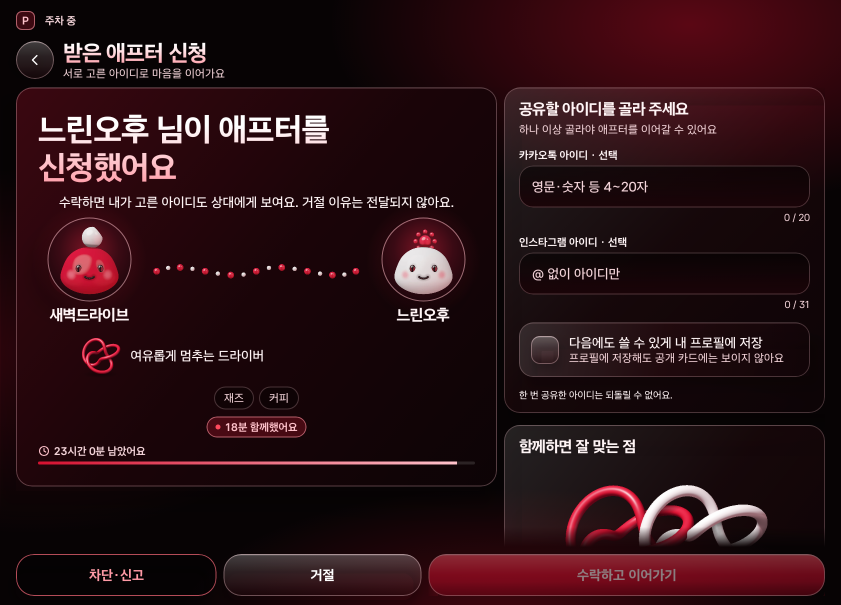 P 주차 중
받은 애프터 신청
서로 고른 아이디로 마음을 이어가요
느린오후 님이 애프터를
신청했어요
수락하면 내가 고른 아이디도 상대에게 보여요. 거절 이유는 전달되지 않아요.
새벽드라이브
느린오후
여유롭게 멈추는 드라이버
재즈
커피
18분 함께했어요
23시간 0분 남았어요
공유할 아이디를 골라 주세요
하나 이상 골라야 애프터를 이어갈 수 있어요
카카오톡 아이디 · 선택
영문·숫자 등 4~20자
0 / 20
인스타그램 아이디 · 선택
@ 없이 아이디만
0 / 31
다음에도 쓸 수 있게 내 프로필에 저장
프로필에 저장해도 공개 카드에는 보이지 않아요
한 번 공유한 아이디는 되돌릴 수 없어요.
함께하면 잘 맞는 점
차단·신고
거절
수락하고 이어가기